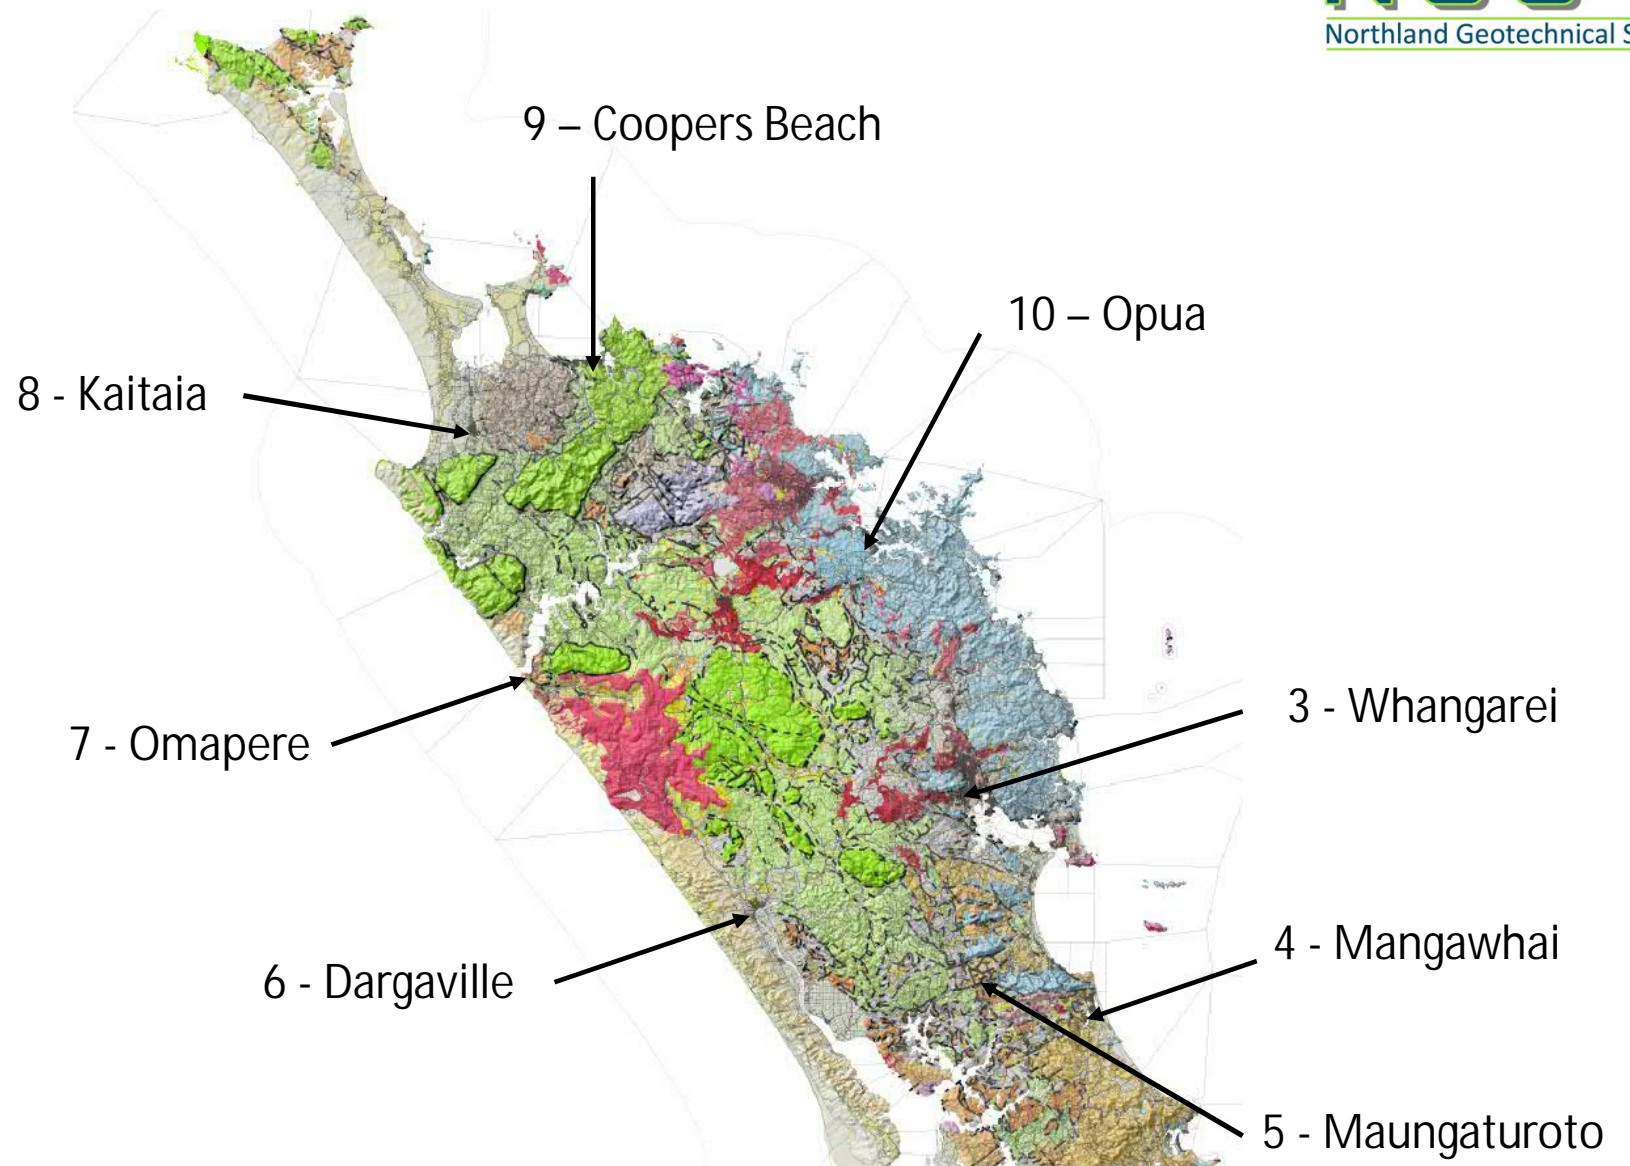 Northland Geotechnical S
9 – Coopers Beach
10 – Opua
8 - Kaitaia
3 - Whangarei
7 - Omapere
4 - Mangawhai
6 - Dargaville
5 - Maungaturoto